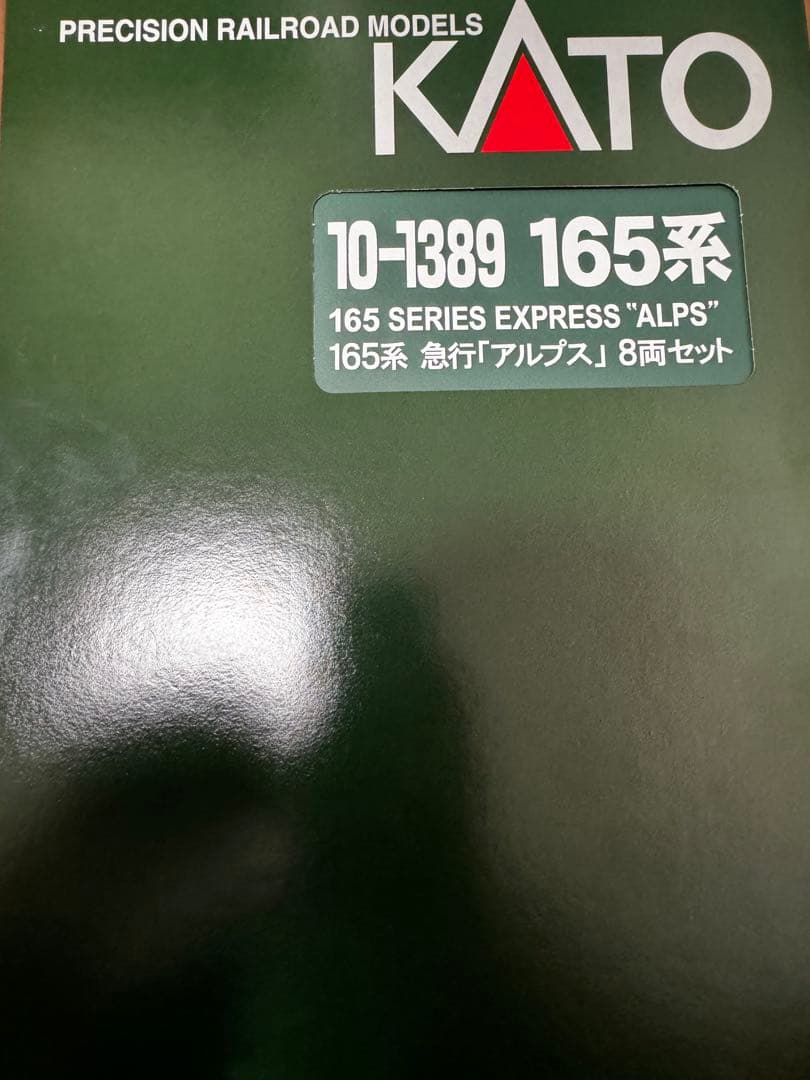 PRECISION RAILROAD MODELS
KATO
10-1389 165系
165 SERIES EXPRESS "ALPS"
165系 急行「アルプス」 8両セット